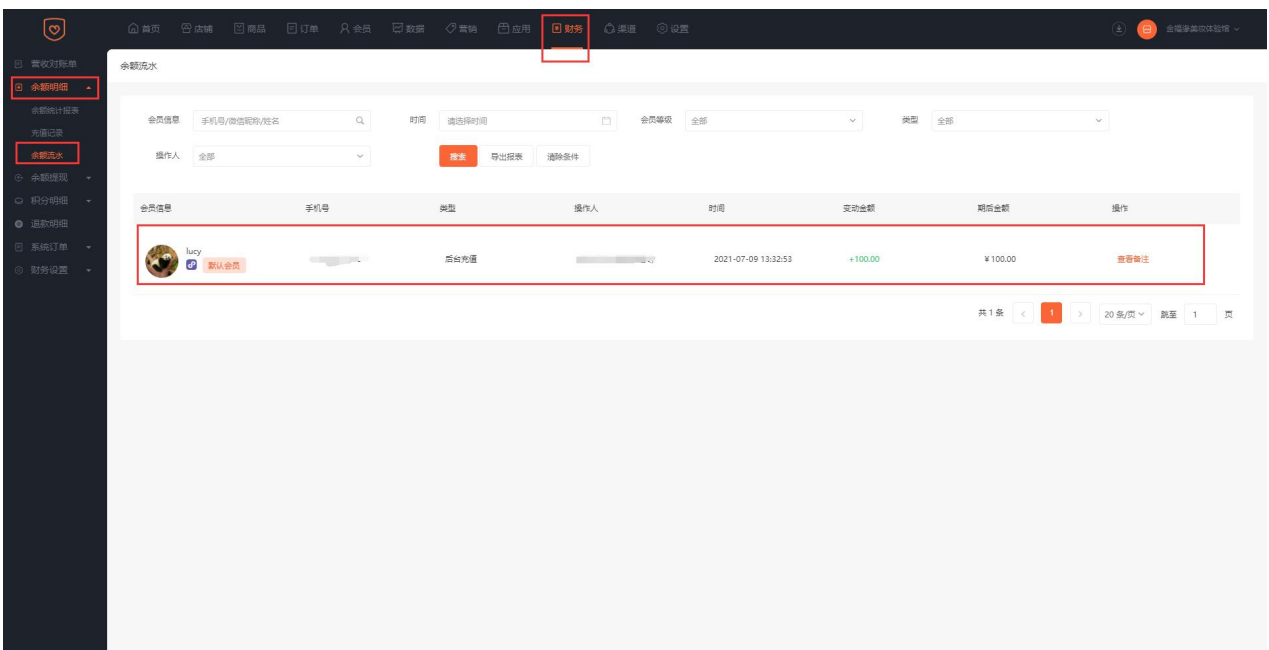 首页 店铺 商品 订单 会员 数据 营销 应用 财务 渠道 设置
营收对账单
余额明细
余额统计报表
充值记录
余额流水
余额提现
积分明细
退款明细
系统订单
财务设置
余额流水
会员信息 手机号/微信昵称/姓名 时间 请选择时间 会员等级 全部 类型 全部
操作人 全部 搜索 导出报表 清除条件
会员信息 手机号 类型 操作人 时间 变动金额 期后金额 操作
lucy
默认会员 后台充值 2021-07-09 13:32:53 +100.00 ¥100.00 查看备注
共1条 < 1 > 20条/页 跳至 1 页